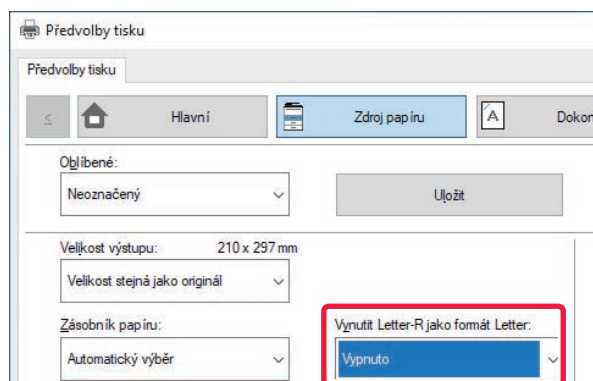 Předvolby tisku
Předvolby tisku
Hlavní
Zdroj papíru
A
Dokon
Oblíbené:
Neoznačený
Uložit
Velikost výstupu: 210 x 297 mm
Velikost stejná jako originál
Zásobník papíru:
Vynutit Letter-R jako formát Letter:
Automatický výběr
Vypnuto